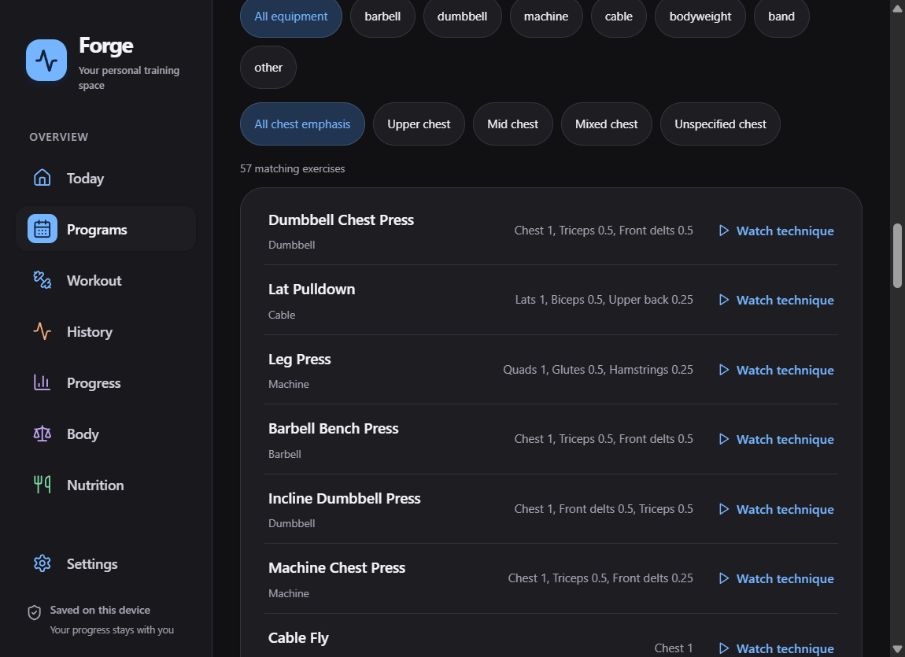 Forge
Your personal training
space
OVERVIEW
Today
Programs
Workout
History
Progress
Body
Nutrition
Settings
Saved on this device
Your progress stays with you
All equipment
barbell
dumbbell
machine
cable
bodyweight
band
other
All chest emphasis
Upper chest
Mid chest
Mixed chest
Unspecified chest
57 matching exercises
Dumbbell Chest Press
Dumbbell
Chest 1, Triceps 0.5, Front delts 0.5
Watch technique
Lat Pulldown
Cable
Lats 1, Biceps 0.5, Upper back 0.25
Watch technique
Leg Press
Machine
Quads 1, Glutes 0.5, Hamstrings 0.25
Watch technique
Barbell Bench Press
Barbell
Chest 1, Triceps 0.5, Front delts 0.5
Watch technique
Incline Dumbbell Press
Dumbbell
Chest 1, Front delts 0.5, Triceps 0.5
Watch technique
Machine Chest Press
Machine
Chest 1, Triceps 0.5, Front delts 0.25
Watch technique
Cable Fly
Chest 1
Watch technique